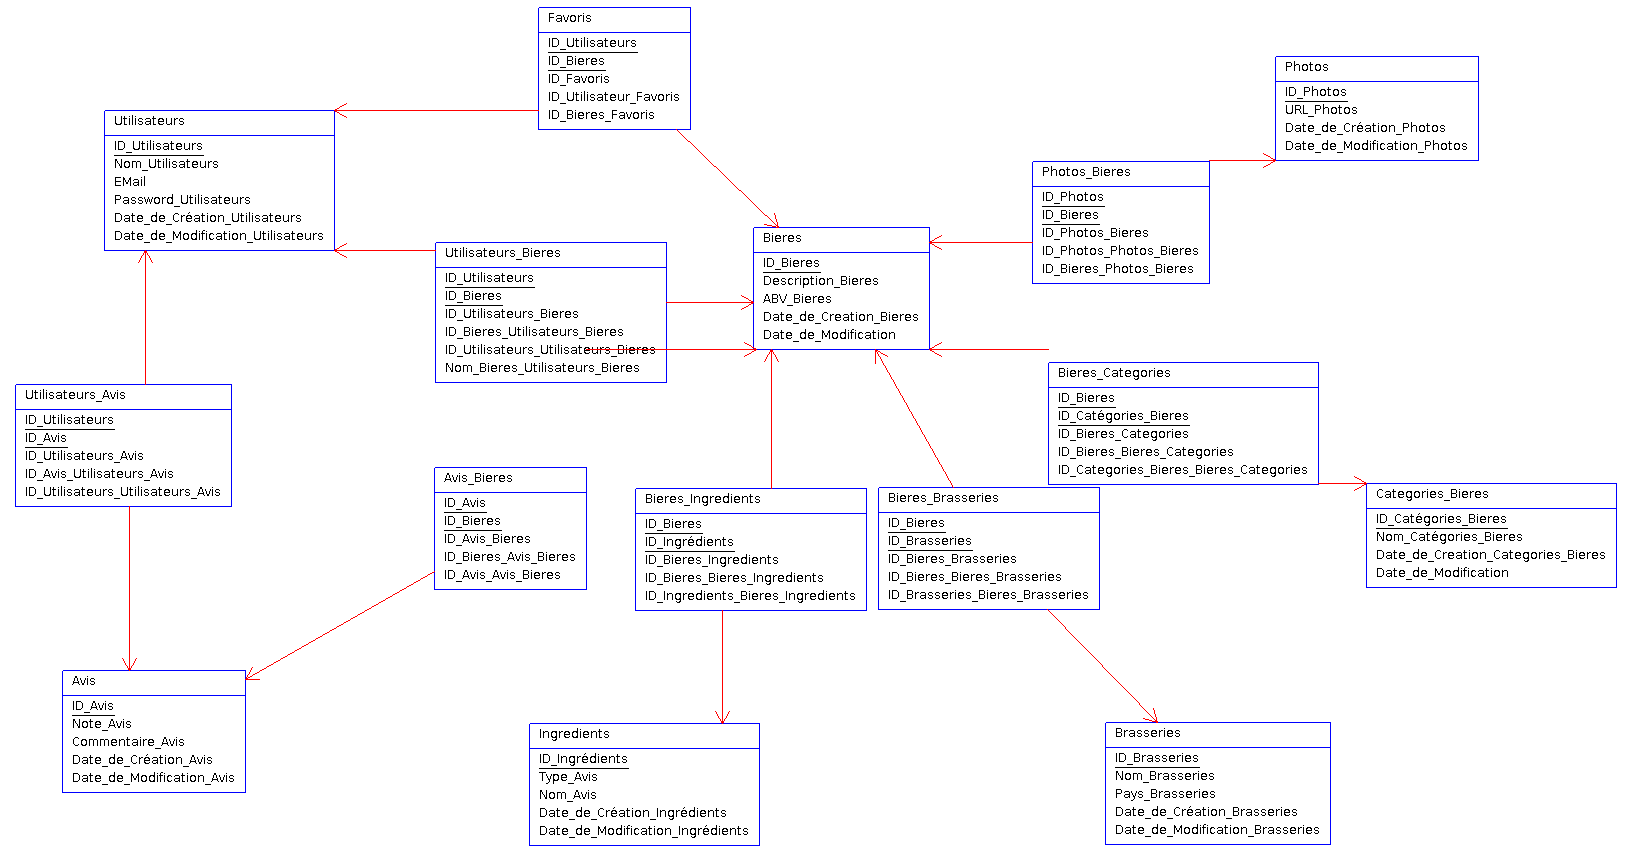 Favoris
ID_Utilisateurs
ID_Bieres
ID_Favoris
ID_Utilisateur_Favoris
ID_Bieres_Favoris
Photos
ID_Photos
URL_Photos
Date_de_Création_Photos
Date_de_Modification_Photos
Utilisateurs
ID_Utilisateurs
Nom_Utilisateurs
EMail
Password_Utilisateurs
Date_de_Création_Utilisateurs
Date_de_Modification_Utilisateurs
Photos_Bieres
ID_Photos
ID_Bieres
ID_Photos_Bieres
ID_Photos_Photos_Bieres
ID_Bieres_Photos_Bieres
Bieres
ID_Bieres
Description_Bieres
ABV_Bieres
Date_de_Creation_Bieres
Date_de_Modification
Utilisateurs_Bieres
ID_Utilisateurs
ID_Bieres
ID_Utilisateurs_Bieres
ID_Bieres_Utilisateurs_Bieres
ID_Utilisateurs_Utilisateurs_Bieres
Nom_Bieres_Utilisateurs_Bieres
Bieres_Categories
ID_Bieres
ID_Catégories_Bieres
ID_Bieres_Categories
ID_Bieres_Bieres_Categories
ID_Categories_Bieres_Bieres_Categories
Utilisateurs_Avis
ID_Utilisateurs
ID_Avis
ID_Utilisateurs_Avis
ID_Avis_Utilisateurs_Avis
ID_Utilisateurs_Utilisateurs_Avis
Avis_Bieres
ID_Avis
ID_Bieres
ID_Avis_Bieres
ID_Bieres_Avis_Bieres
ID_Avis_Avis_Bieres
Bieres_Ingredients
ID_Bieres
ID_Ingrédients
ID_Bieres_Ingredients
ID_Bieres_Bieres_Ingredients
ID_Ingredients_Bieres_Ingredients
Bieres_Brasseries
ID_Bieres
ID_Brasseries
ID_Bieres_Brasseries
ID_Bieres_Bieres_Brasseries
ID_Brasseries_Bieres_Brasseries
Categories_Bieres
ID_Catégories_Bieres
Nom_Catégories_Bieres
Date_de_Creation_Categories_Bieres
Date_de_Modification
Avis
ID_Avis
Note_Avis
Commentaire_Avis
Date_de_Création_Avis
Date_de_Modification_Avis
Ingredients
ID_Ingrédients
Type_Avis
Nom_Avis
Date_de_Création_Ingrédients
Date_de_Modification_Ingrédients
Brasseries
ID_Brasseries
Nom_Brasseries
Pays_Brasseries
Date_de_Création_Brasseries
Date_de_Modification_Brasseries